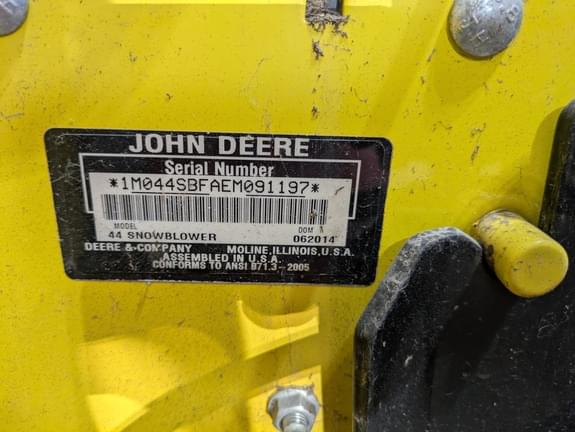 JOHN DEERE
Serial Number
*1M044SBFAEM091197*
MODEL DOM
44 SNOWBLOWER 062014
DEERE & COMPANY MOLINE, ILLINOIS, U.S.A.
ASSEMBLED IN U.S.A.
CONFORMS TO ANSI B71.3 - 2005